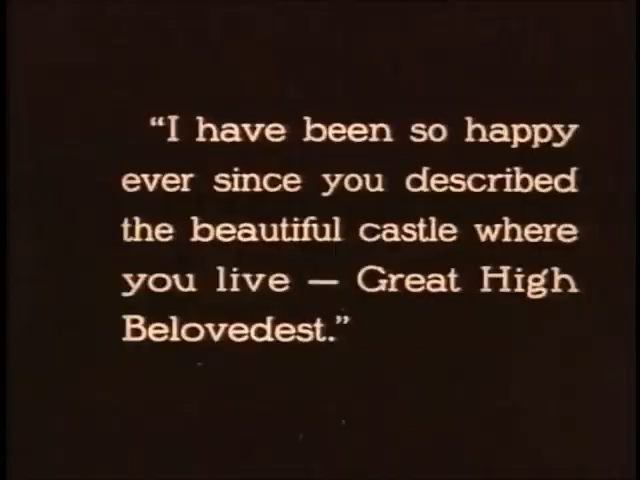 “I have been so happy
ever since you described
the beautiful castle where
you live — Great High
Belovedest.”